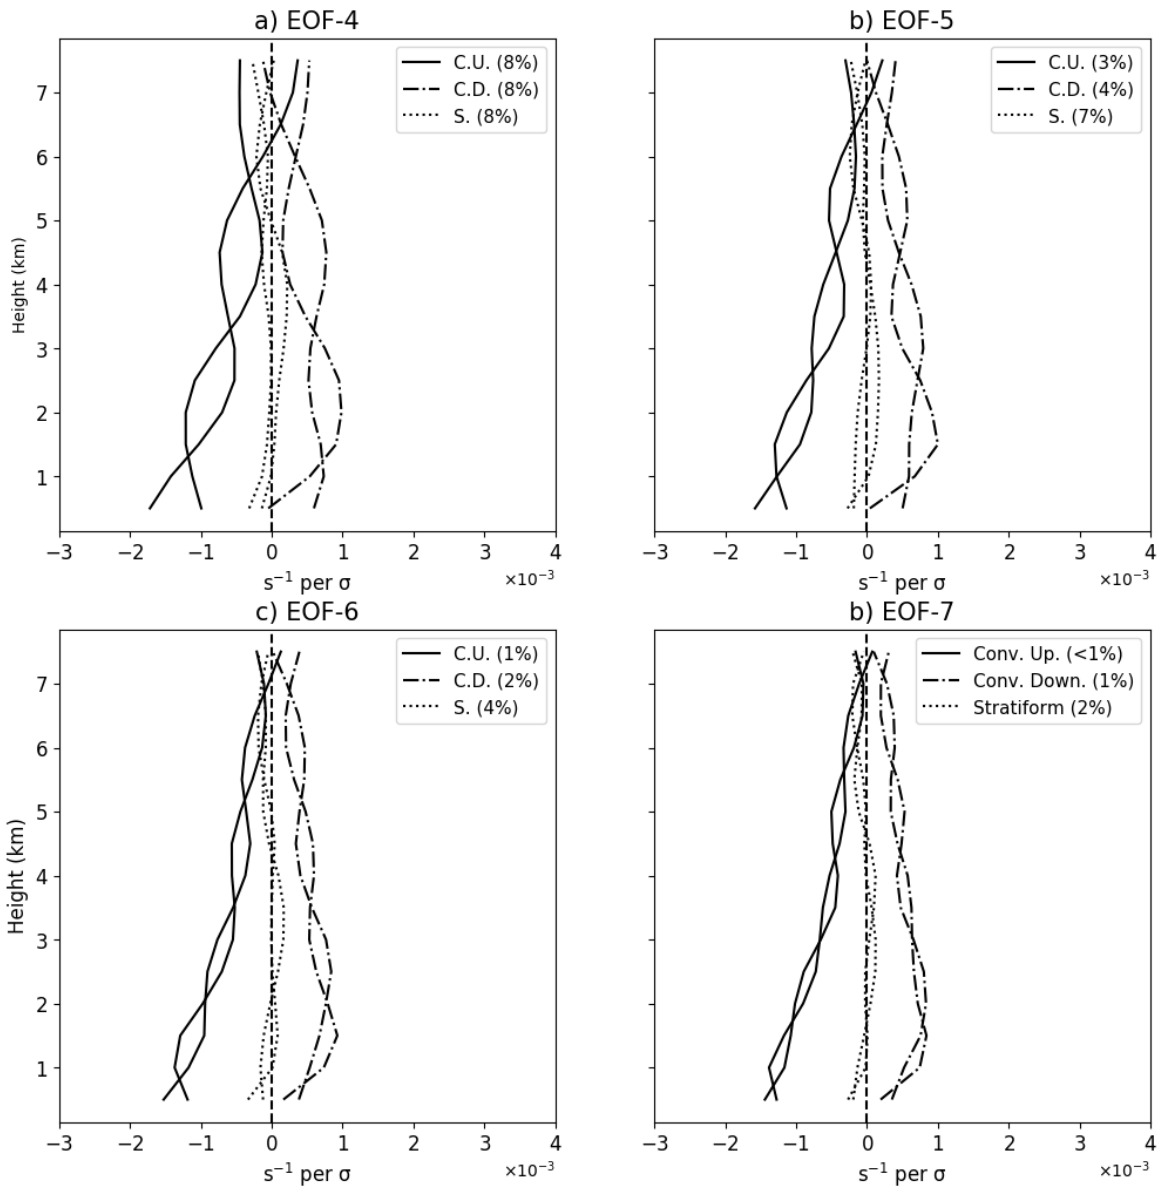 a) EOF-4
C.U. (8%)
C.D. (8%)
S. (8%)
Height (km)
7
6
5
4
3
2
1
−3 −2 −1 0 1 2 3 4
s⁻¹ per σ
×10⁻³
b) EOF-5
C.U. (3%)
C.D. (4%)
S. (7%)
−3 −2 −1 0 1 2 3 4
s⁻¹ per σ
×10⁻³
c) EOF-6
C.U. (1%)
C.D. (2%)
S. (4%)
Height (km)
7
6
5
4
3
2
1
−3 −2 −1 0 1 2 3 4
s⁻¹ per σ
×10⁻³
b) EOF-7
Conv. Up. (<1%)
Conv. Down. (1%)
Stratiform (2%)
−3 −2 −1 0 1 2 3 4
s⁻¹ per σ
×10⁻³